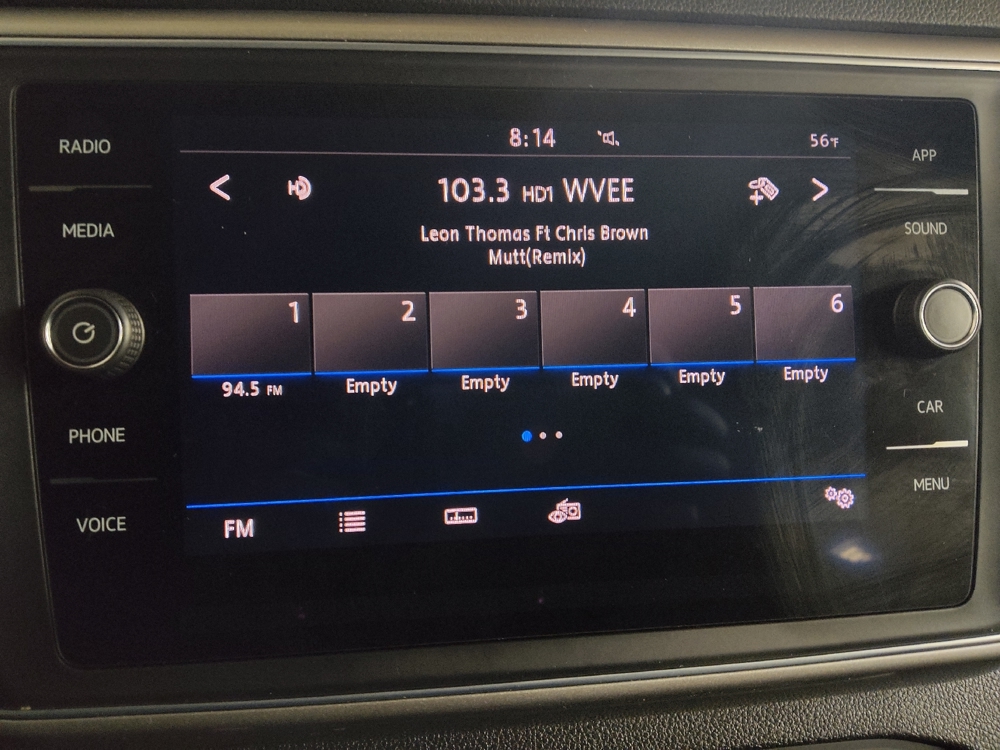 RADIO
MEDIA
PHONE
VOICE
8:14
56°F
103.3 HD1 WVEE
Leon Thomas Ft Chris Brown
Mutt(Remix)
1 2 3 4 5 6
94.5 FM Empty Empty Empty Empty Empty
FM
APP
SOUND
CAR
MENU